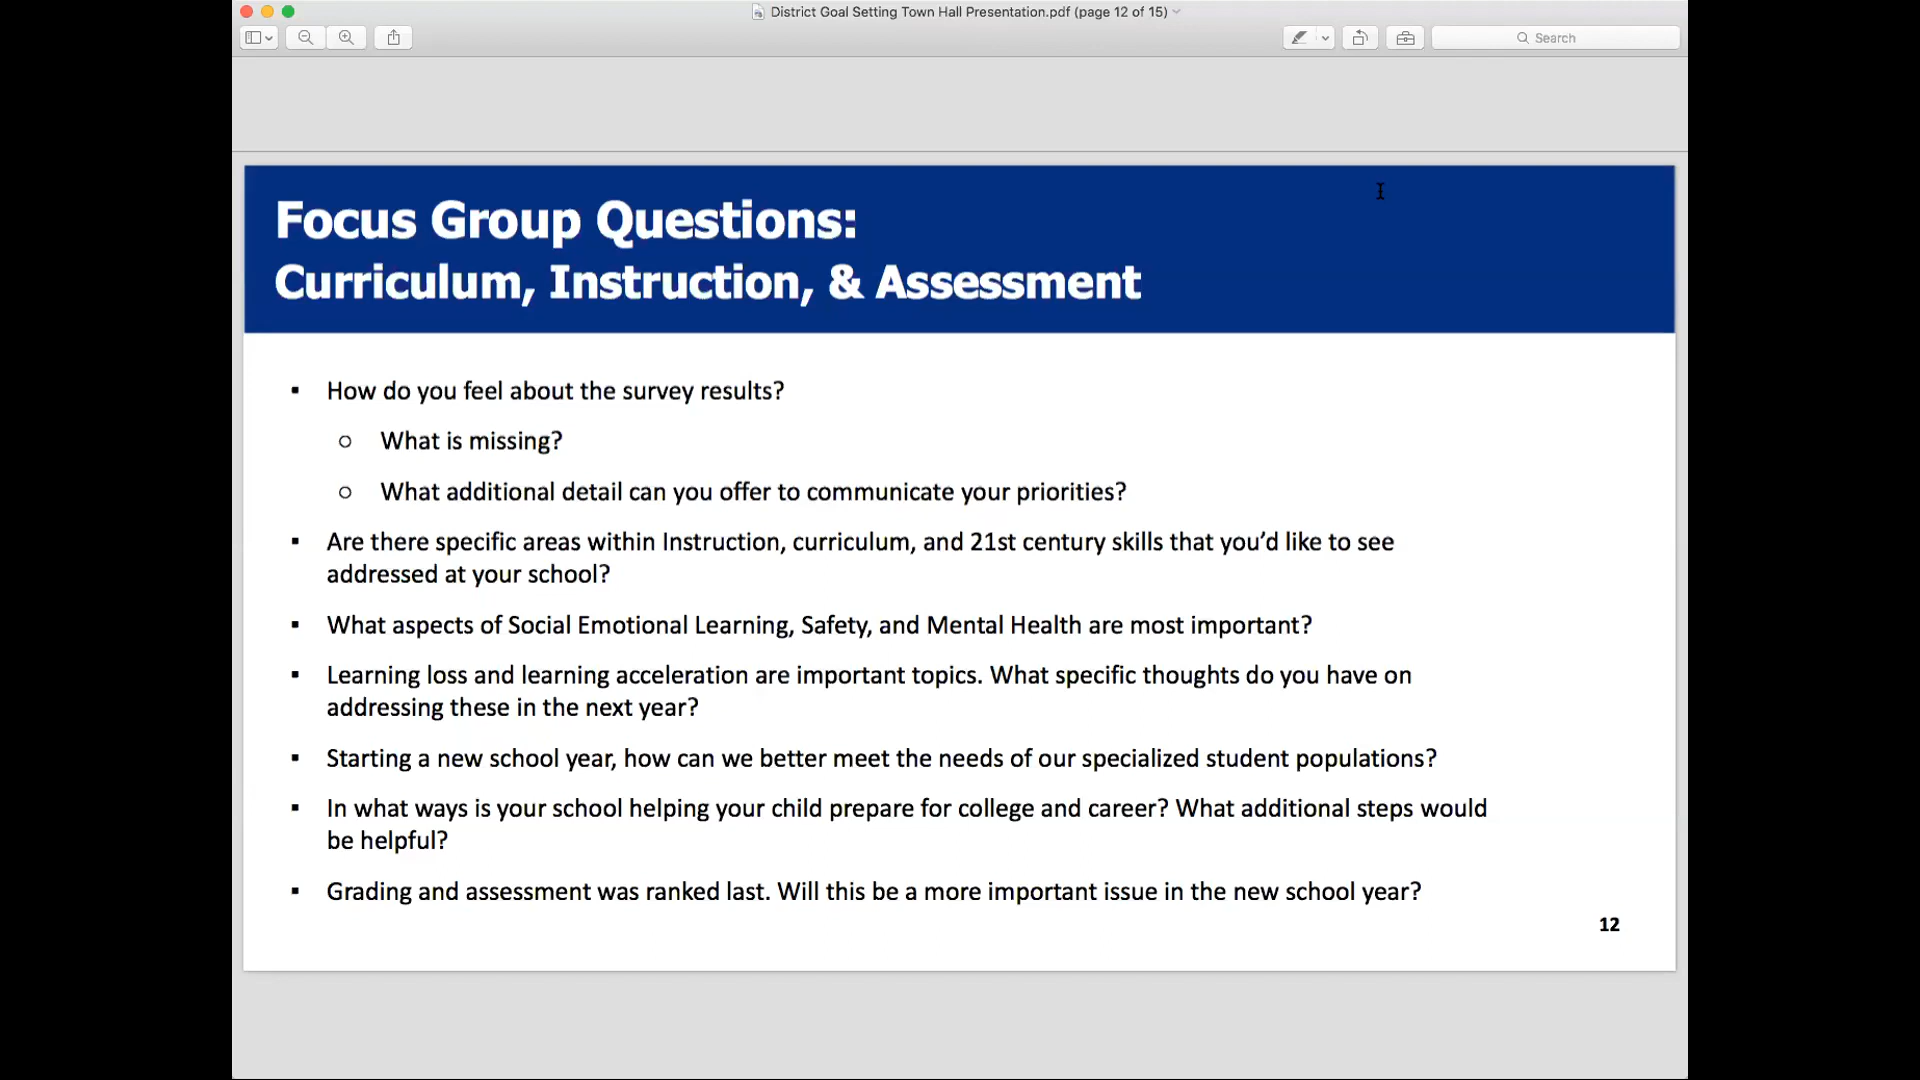 District Goal Setting Town Hall Presentation.pdf (page 12 of 15)
Search
Focus Group Questions:
Curriculum, Instruction, & Assessment
▪ How do you feel about the survey results?
○ What is missing?
○ What additional detail can you offer to communicate your priorities?
▪ Are there specific areas within Instruction, curriculum, and 21st century skills that you’d like to see
addressed at your school?
▪ What aspects of Social Emotional Learning, Safety, and Mental Health are most important?
▪ Learning loss and learning acceleration are important topics. What specific thoughts do you have on
addressing these in the next year?
▪ Starting a new school year, how can we better meet the needs of our specialized student populations?
▪ In what ways is your school helping your child prepare for college and career? What additional steps would
be helpful?
▪ Grading and assessment was ranked last. Will this be a more important issue in the new school year?
12